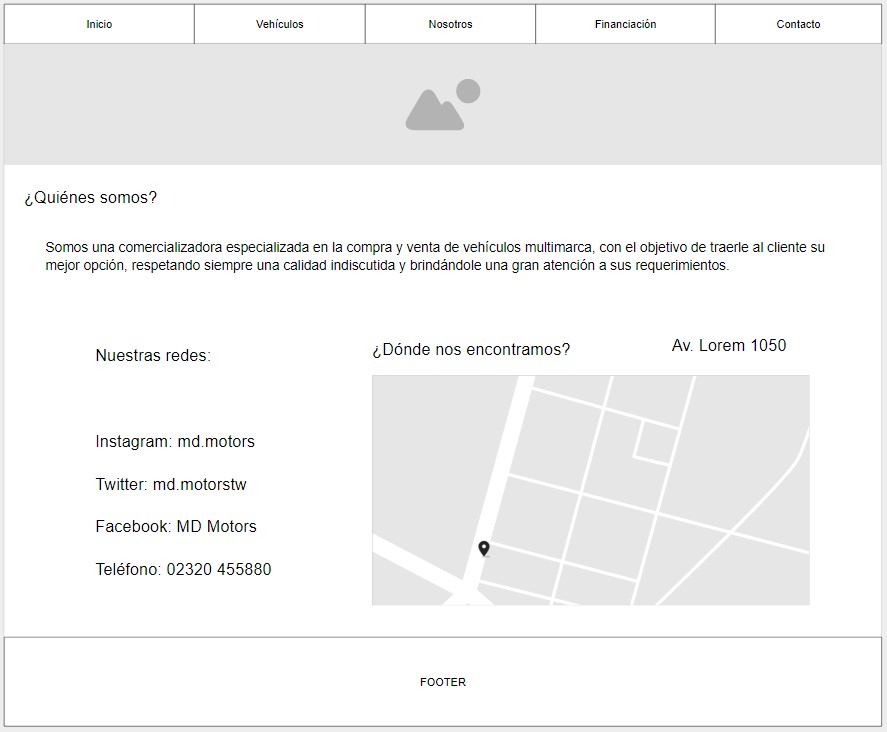 Inicio
Vehículos
Nosotros
Financiación
Contacto
¿Quiénes somos?
Somos una comercializadora especializada en la compra y venta de vehículos multimarca, con el objetivo de traerle al cliente su
mejor opción, respetando siempre una calidad indiscutida y brindándole una gran atención a sus requerimientos.
Nuestras redes:
Instagram: md.motors
Twitter: md.motorstw
Facebook: MD Motors
Teléfono: 02320 455880
¿Dónde nos encontramos?
Av. Lorem 1050
FOOTER